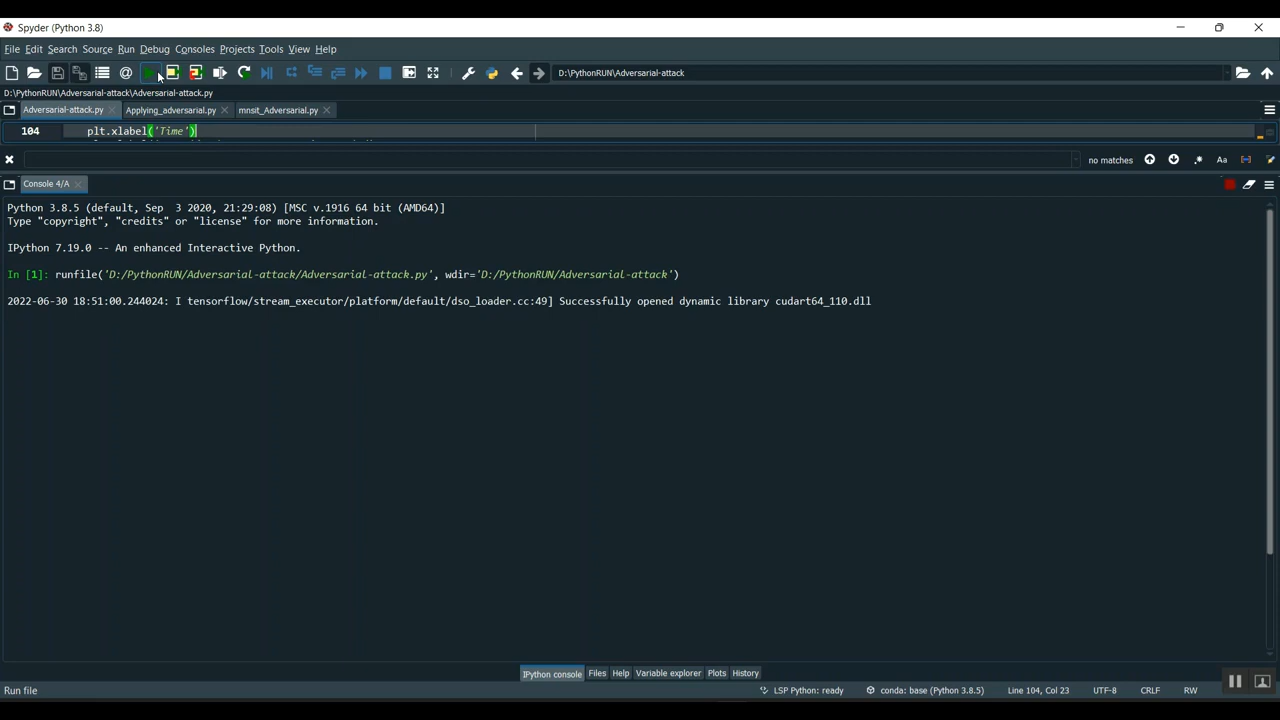 Spyder (Python 3.8)
File Edit Search Source Run Debug Consoles Projects Tools View Help
D:\PythonRUN\Adversarial-attack
D:\PythonRUN\Adversarial-attack\Adversarial-attack.py
Adversarial-attack.py Applying_adversarial.py mnsit_Adversarial.py
104 plt.xlabel('Time')
no matches .* Aa
Console 4/A
Python 3.8.5 (default, Sep 3 2020, 21:29:08) [MSC v.1916 64 bit (AMD64)]
Type "copyright", "credits" or "license" for more information.
IPython 7.19.0 -- An enhanced Interactive Python.
In [1]: runfile('D:/PythonRUN/Adversarial-attack/Adversarial-attack.py', wdir='D:/PythonRUN/Adversarial-attack')
2022-06-30 18:51:00.244024: I tensorflow/stream_executor/platform/default/dso_loader.cc:49] Successfully opened dynamic library cudart64_110.dll
IPython console Files Help Variable explorer Plots History
Run file LSP Python: ready conda: base (Python 3.8.5) Line 104, Col 23 UTF-8 CRLF RW